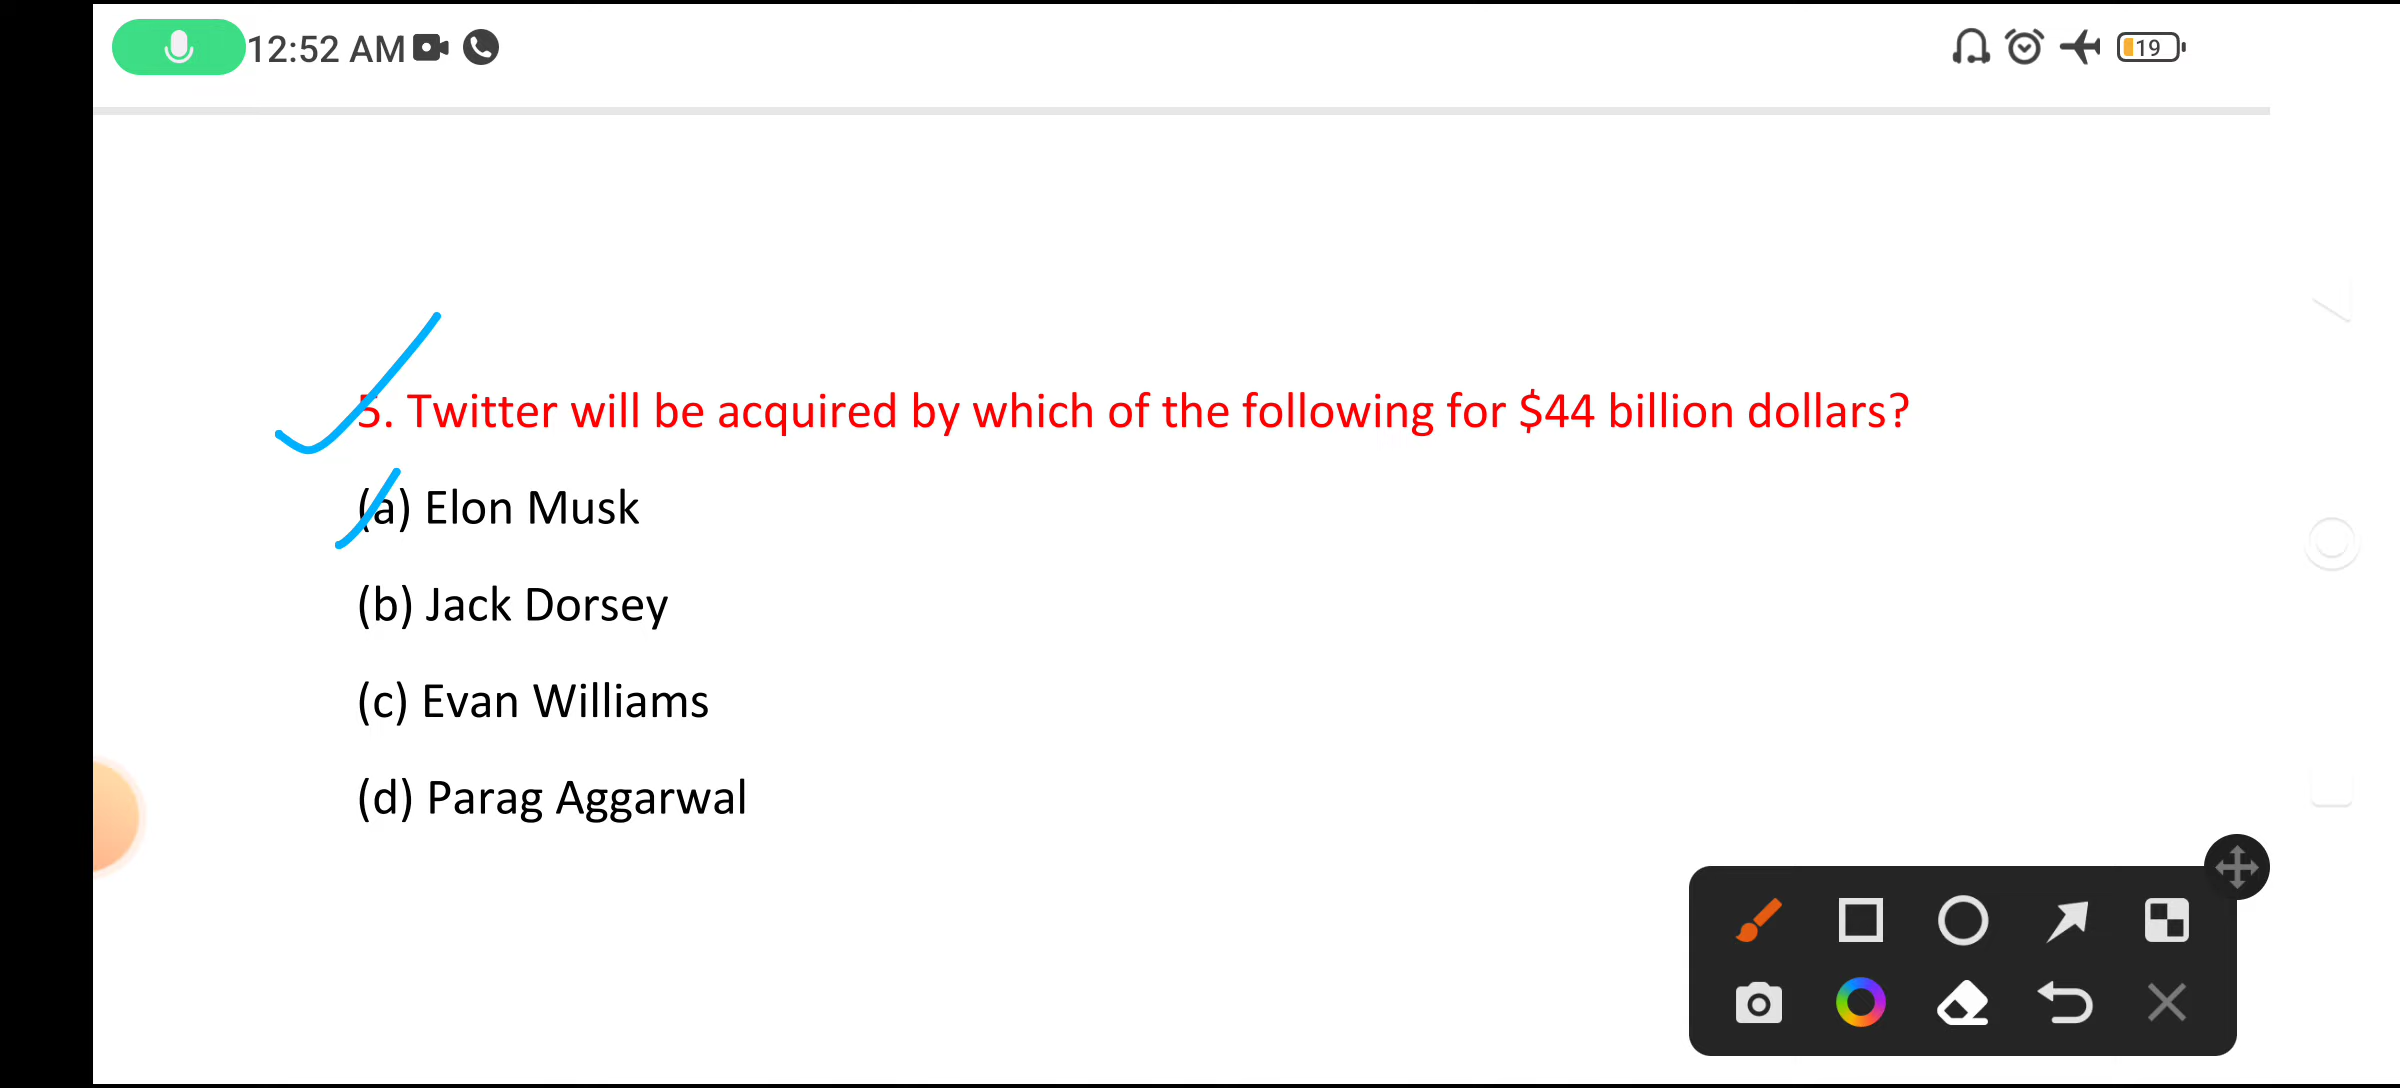 12:52 AM
19
5. Twitter will be acquired by which of the following for $44 billion dollars?
(a) Elon Musk
(b) Jack Dorsey
(c) Evan Williams
(d) Parag Aggarwal